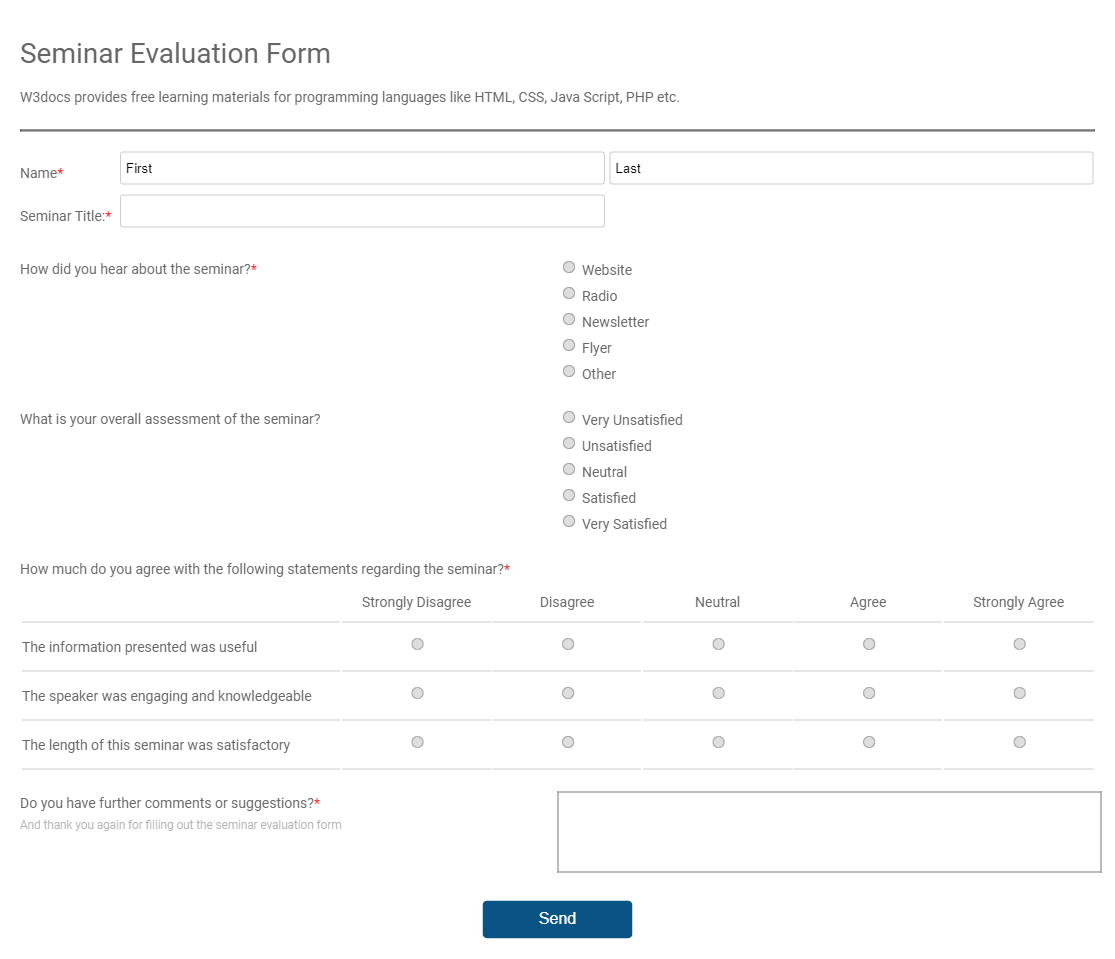 Seminar Evaluation Form
W3docs provides free learning materials for programming languages like HTML, CSS, Java Script, PHP etc.
Name* First Last
Seminar Title:*
How did you hear about the seminar?* Website
Radio
Newsletter
Flyer
Other
What is your overall assessment of the seminar? Very Unsatisfied
Unsatisfied
Neutral
Satisfied
Very Satisfied
How much do you agree with the following statements regarding the seminar?*
Strongly Disagree Disagree Neutral Agree Strongly Agree
The information presented was useful
The speaker was engaging and knowledgeable
The length of this seminar was satisfactory
Do you have further comments or suggestions?*
And thank you again for filling out the seminar evaluation form
Send